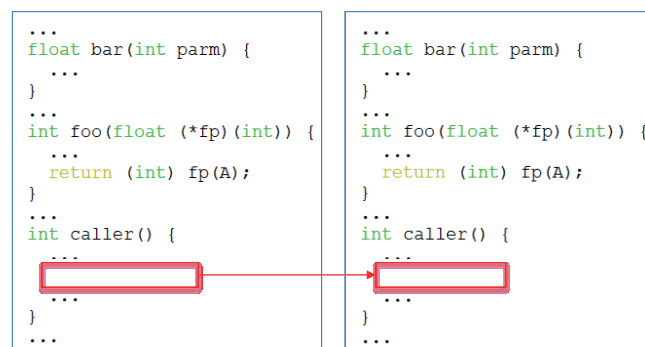 ...
float bar(int parm) {
...
}
...
int foo(float (*fp)(int)) {
...
return (int) fp(A);
}
...
int caller() {
...
...
}
...
...
float bar(int parm) {
...
}
...
int foo(float (*fp)(int)) {
...
return (int) fp(A);
}
...
int caller() {
...
...
}
...